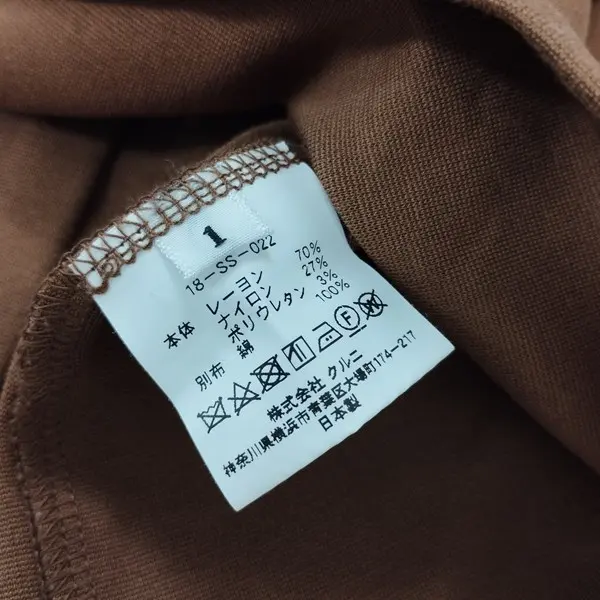 1
18-SS-022
本体 レーヨン 70%
ナイロン 27%
ポリウレタン 3%
別布 綿 100%
株式会社 クルニ
神奈川県横浜市青葉区大場町174-217
日本製